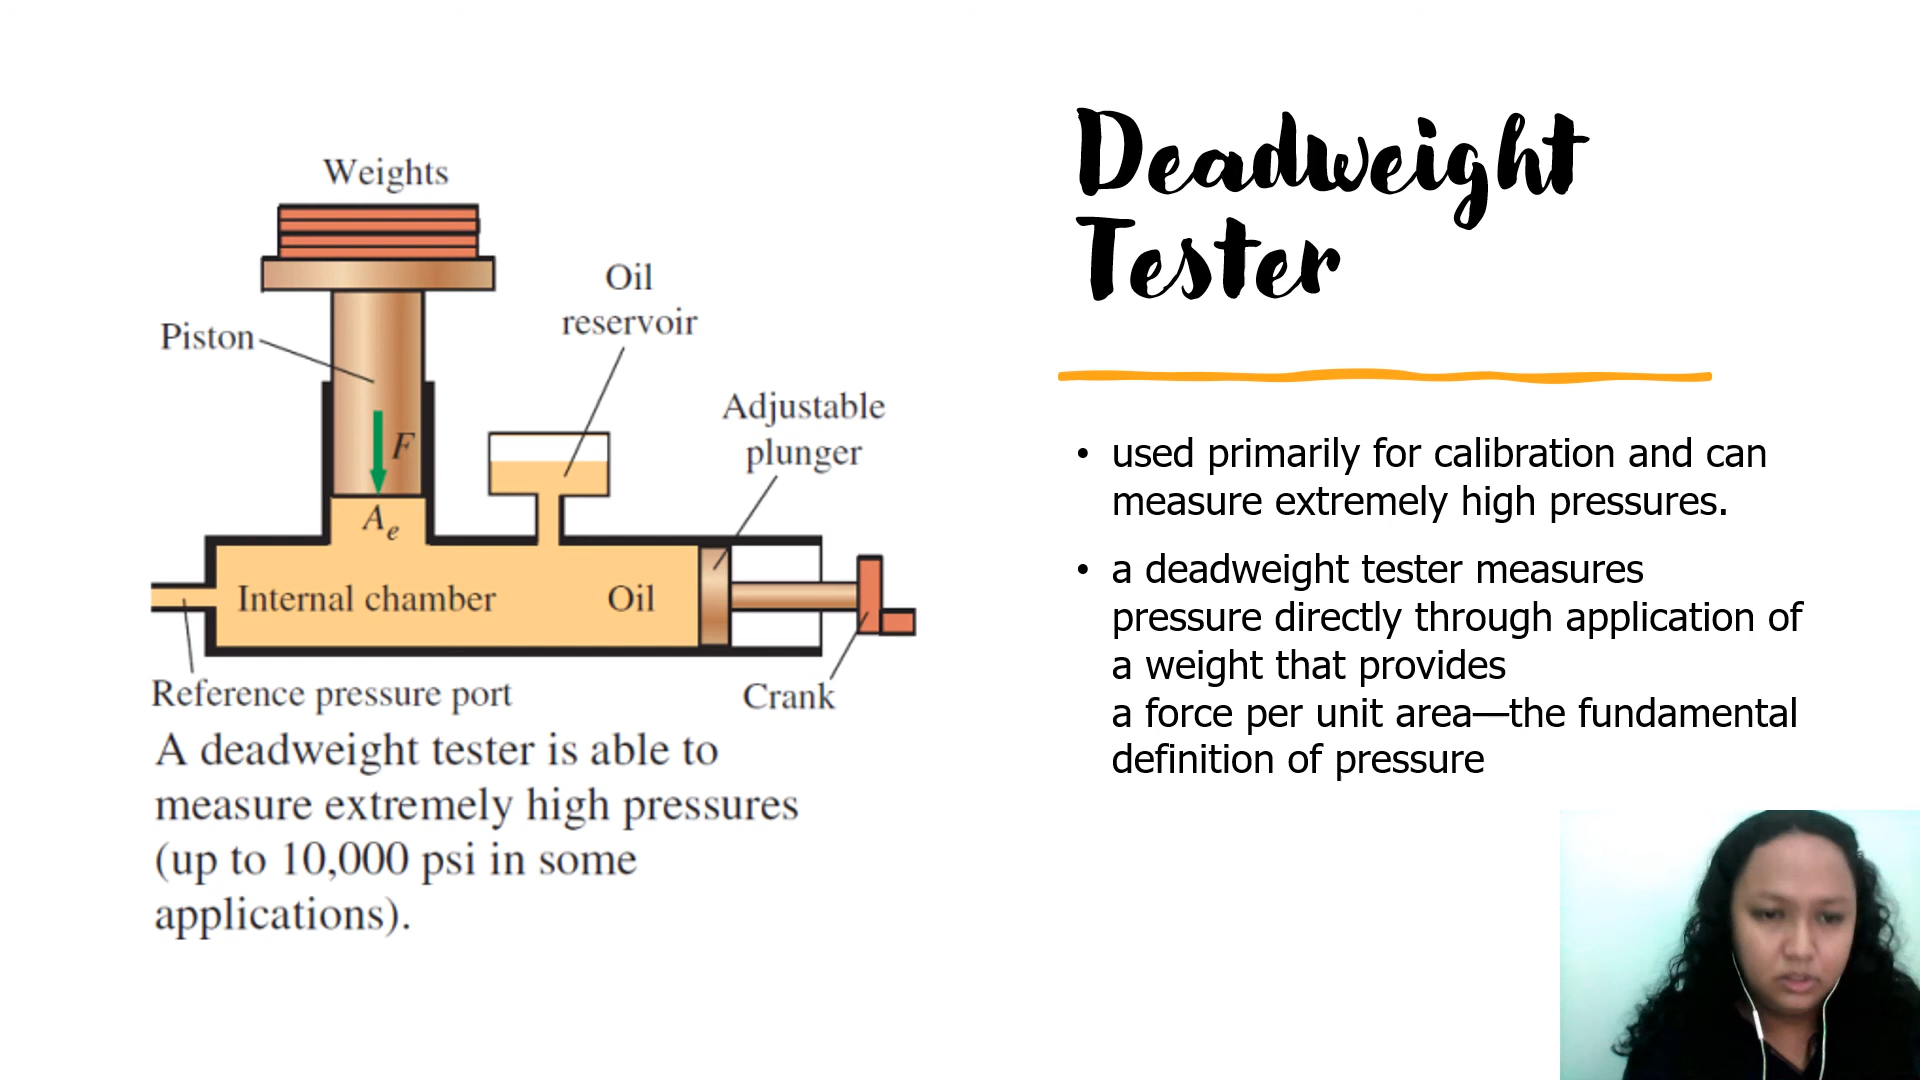 Weights
Oil
reservoir
Piston
Adjustable
plunger
F
Ae
Internal chamber
Oil
Reference pressure port
Crank
A deadweight tester is able to
measure extremely high pressures
(up to 10,000 psi in some
applications).
Deadweight
Tester
• used primarily for calibration and can
measure extremely high pressures.
• a deadweight tester measures
pressure directly through application of
a weight that provides
a force per unit area—the fundamental
definition of pressure